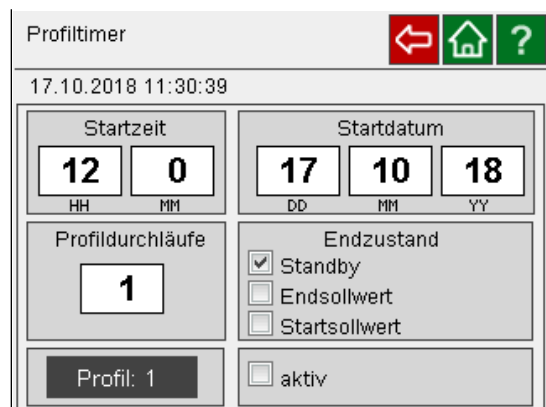 Profiltimer
?
17.10.2018 11:30:39
Startzeit
12 0
HH MM
Startdatum
17 10 18
DD MM YY
Profildurchläufe
1
Endzustand
Standby
Endsollwert
Startsollwert
Profil: 1
aktiv